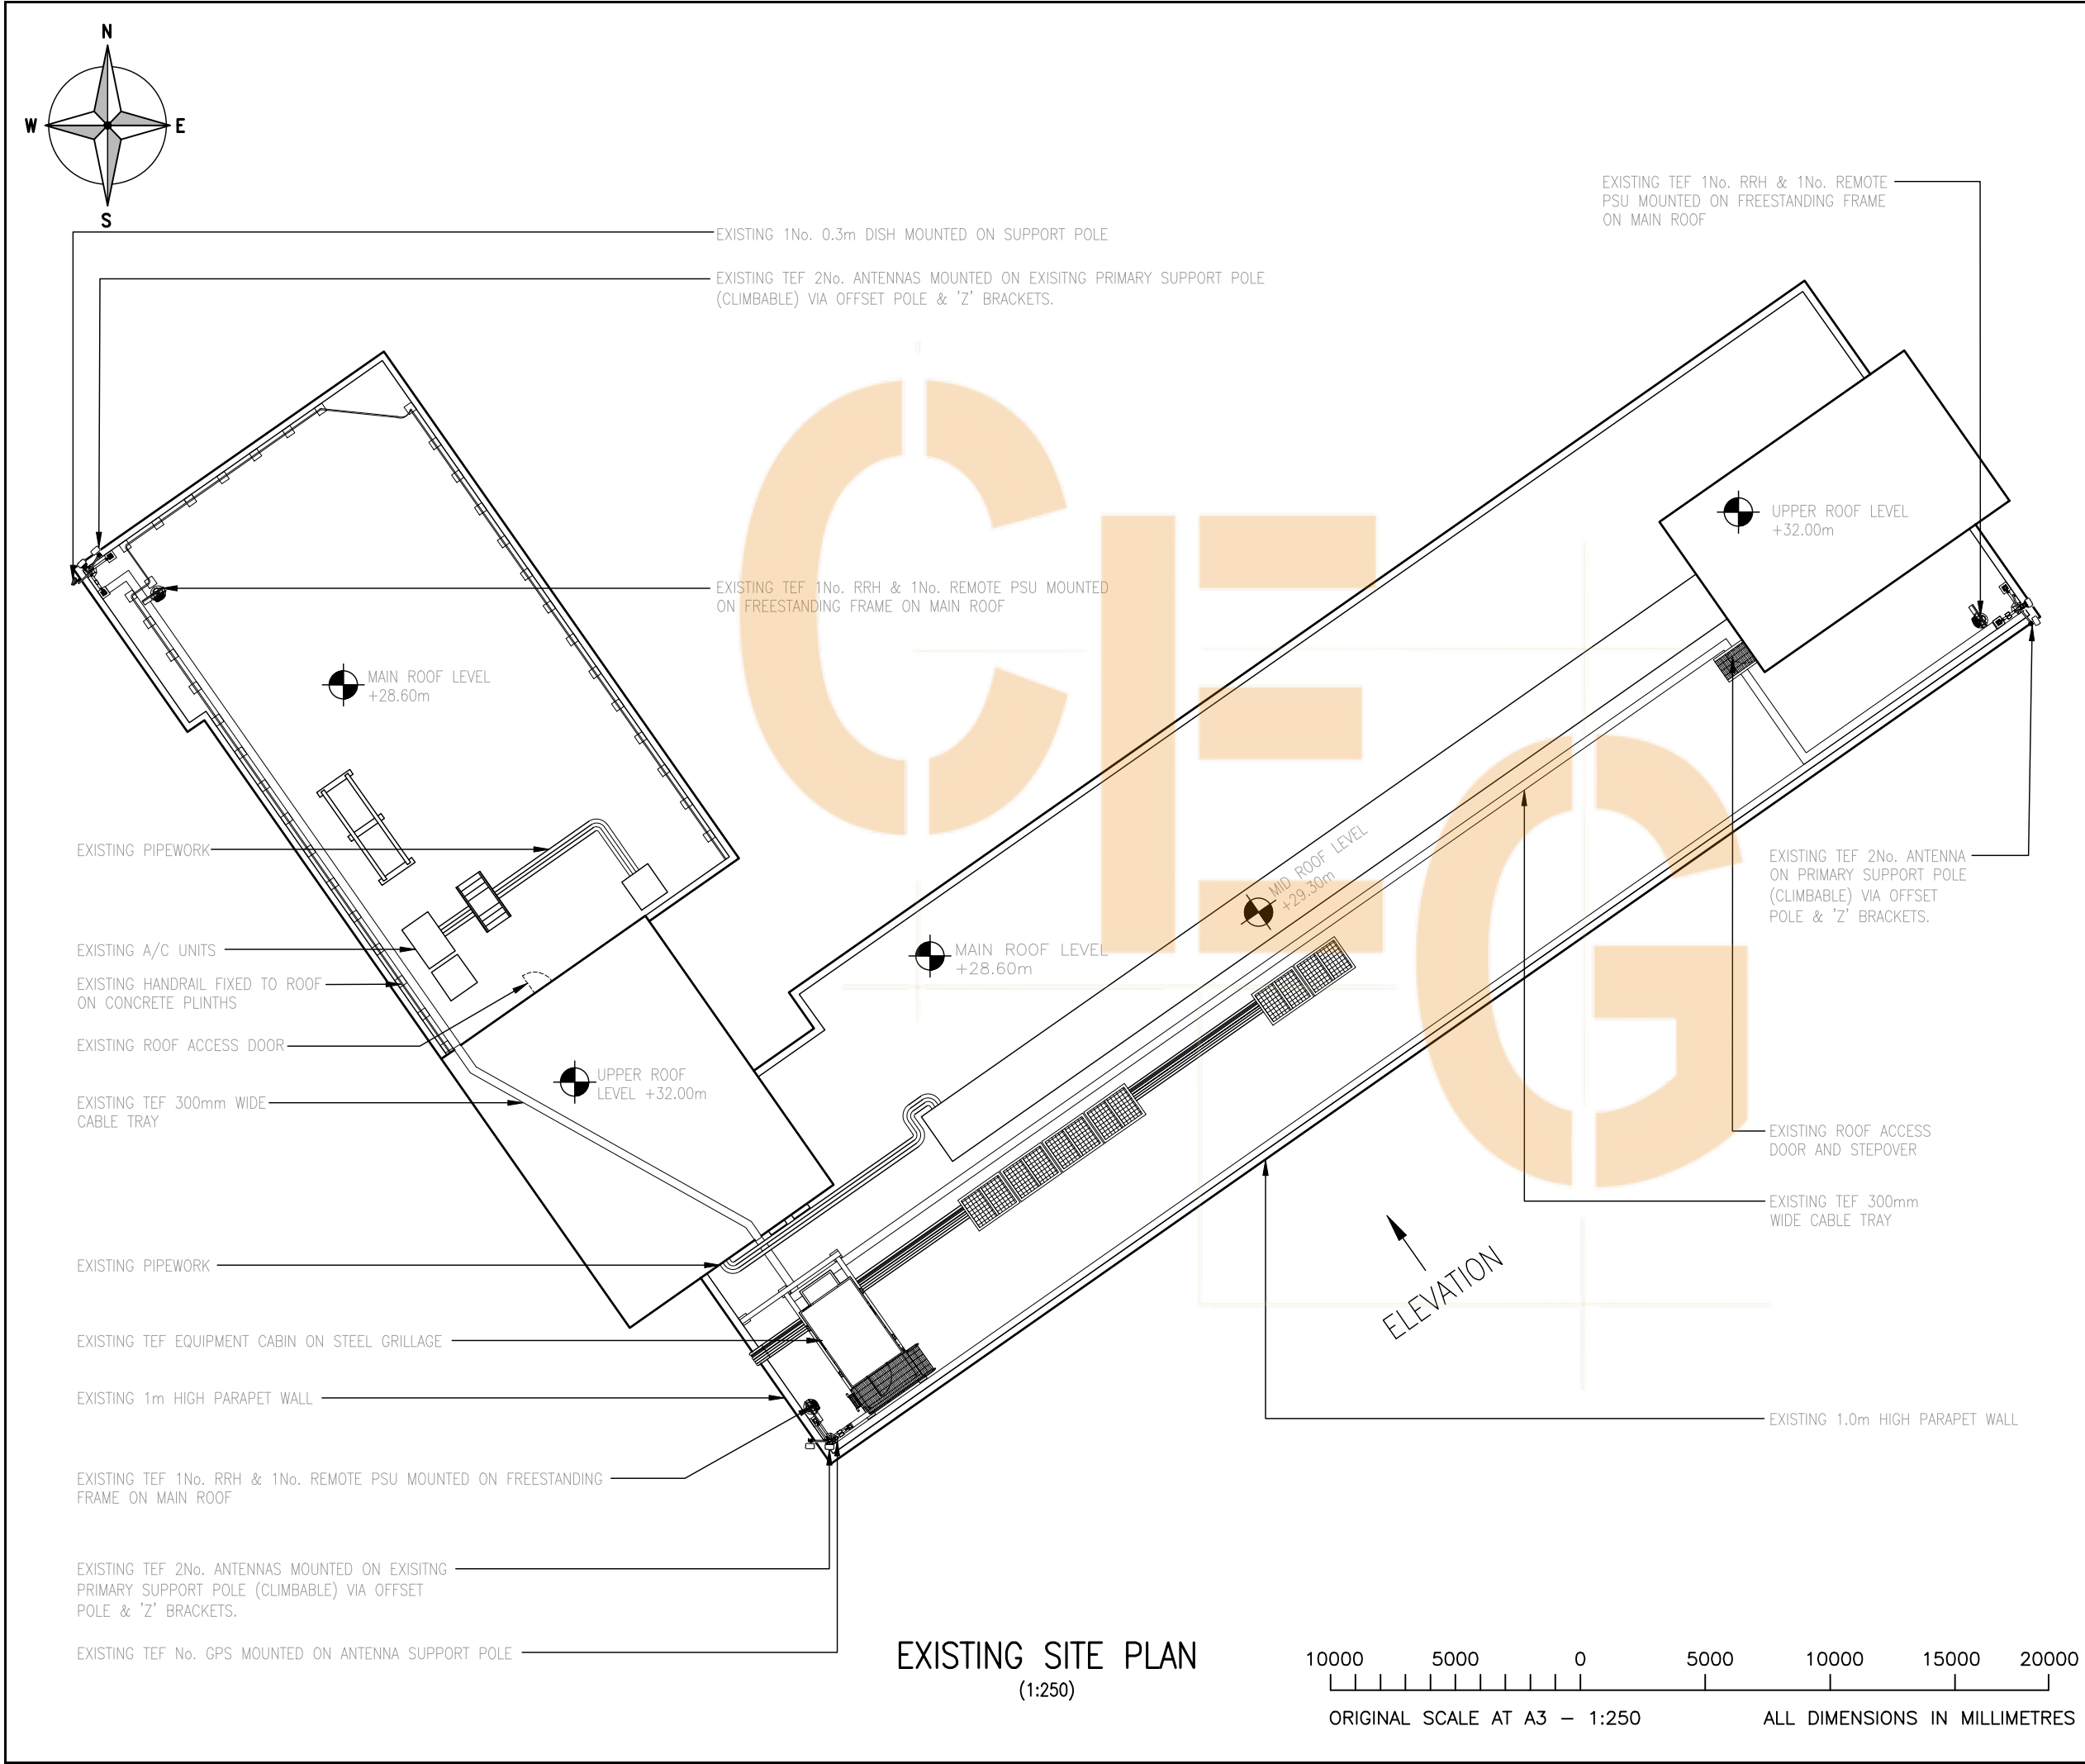 N
W E
S
EXISTING TEF 1No. RRH & 1No. REMOTE
PSU MOUNTED ON FREESTANDING FRAME
ON MAIN ROOF
EXISTING 1No. 0.3m DISH MOUNTED ON SUPPORT POLE
EXISTING TEF 2No. ANTENNAS MOUNTED ON EXISITNG PRIMARY SUPPORT POLE
(CLIMBABLE) VIA OFFSET POLE & 'Z' BRACKETS.
CEG
UPPER ROOF LEVEL
+32.00m
EXISTING TEF 1No. RRH & 1No. REMOTE PSU MOUNTED
ON FREESTANDING FRAME ON MAIN ROOF
MAIN ROOF LEVEL
+28.60m
EXISTING PIPEWORK
MID ROOF LEVEL
+29.30m
EXISTING TEF 2No. ANTENNA
ON PRIMARY SUPPORT POLE
(CLIMBABLE) VIA OFFSET
POLE & 'Z' BRACKETS.
EXISTING A/C UNITS
MAIN ROOF LEVEL
+28.60m
EXISTING HANDRAIL FIXED TO ROOF
ON CONCRETE PLINTHS
EXISTING ROOF ACCESS DOOR
UPPER ROOF
LEVEL +32.00m
EXISTING TEF 300mm WIDE
CABLE TRAY
EXISTING ROOF ACCESS
DOOR AND STEPOVER
EXISTING TEF 300mm
WIDE CABLE TRAY
EXISTING PIPEWORK
ELEVATION
EXISTING TEF EQUIPMENT CABIN ON STEEL GRILLAGE
EXISTING 1m HIGH PARAPET WALL
EXISTING 1.0m HIGH PARAPET WALL
EXISTING TEF 1No. RRH & 1No. REMOTE PSU MOUNTED ON FREESTANDING
FRAME ON MAIN ROOF
EXISTING TEF 2No. ANTENNAS MOUNTED ON EXISITNG
PRIMARY SUPPORT POLE (CLIMBABLE) VIA OFFSET
POLE & 'Z' BRACKETS.
EXISTING TEF No. GPS MOUNTED ON ANTENNA SUPPORT POLE
EXISTING SITE PLAN
(1:250)
10000 5000 0 5000 10000 15000 20000
ORIGINAL SCALE AT A3 – 1:250 ALL DIMENSIONS IN MILLIMETRES